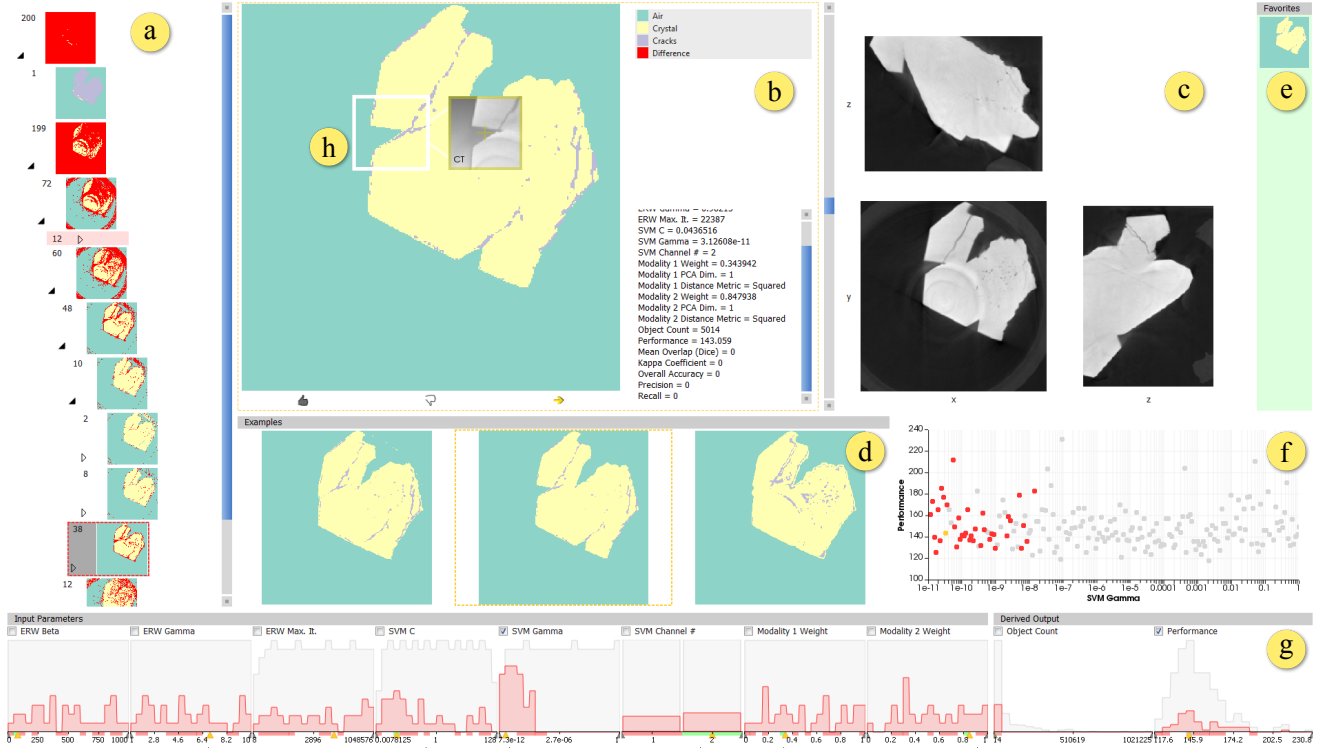 200
a
1
199
72
12
60
48
10
2
8
38
12
Air
Crystal
Cracks
Difference
b
h
CT
ERW Max. It. = 22387
SVM C = 0.0436516
SVM Gamma = 3.12608e-11
SVM Channel # = 2
Modality 1 Weight = 0.343942
Modality 1 PCA Dim. = 1
Modality 1 Distance Metric = Squared
Modality 2 Weight = 0.847938
Modality 2 PCA Dim. = 1
Modality 2 Distance Metric = Squared
Object Count = 5014
Performance = 143.059
Mean Overlap (Dice) = 0
Kappa Coefficient = 0
Overall Accuracy = 0
Precision = 0
Recall = 0
z
c
y
x
z
Favorites
e
Examples
d
240
220
200
180
160
140
120
100
Performance
f
1e-11 1e-10 1e-9 1e-8 1e-7 1e-6 1e-5 0.0001 0.001 0.01 0.1 1
SVM Gamma
Input Parameters
Derived Output
ERW Beta ERW Gamma ERW Max. It. SVM C SVM Gamma SVM Channel # Modality 1 Weight Modality 2 Weight Object Count Performance
g
0 250 500 750 1000 1 2.8 4.6 6.4 8.2 10 8 2896 1048576 0.0078125 1 128 7.3e-12 2.7e-06 1 2 0 0.2 0.4 0.6 0.8 1 0 0.2 0.4 0.6 0.8 1 14 510619 1021225 117.6 145.9 174.2 202.5 230.8